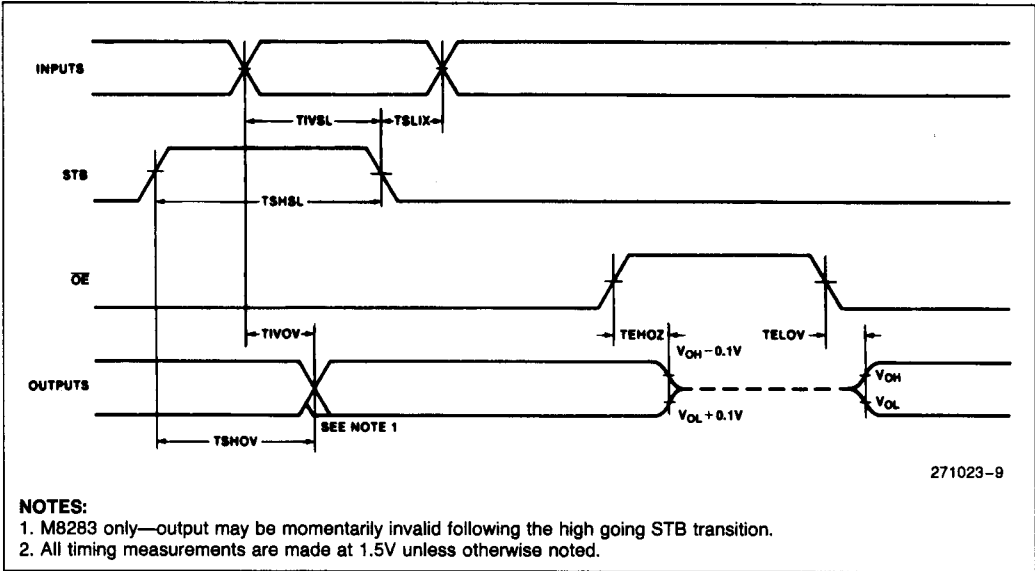 INPUTS
TIVSL
TSLIX
STB
TSHSL
OE
TIVOV
TEHOZ
TELOV
VOH−0.1V
OUTPUTS
VOH
VOL
VOL+0.1V
SEE NOTE 1
TSHOV
271023–9
NOTES:
1. M8283 only—output may be momentarily invalid following the high going STB transition.
2. All timing measurements are made at 1.5V unless otherwise noted.